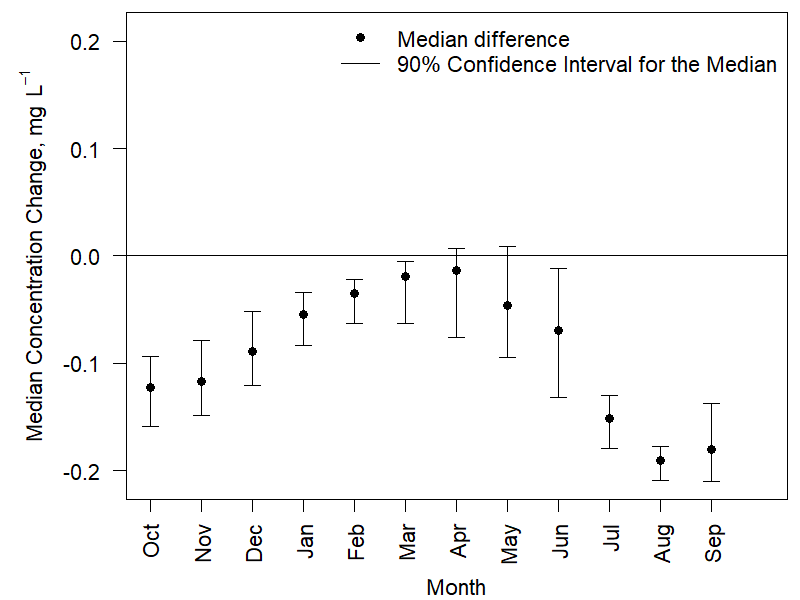 Median difference
90% Confidence Interval for the Median
Median Concentration Change, mg L⁻¹
0.2
0.1
0.0
-0.1
-0.2
Oct Nov Dec Jan Feb Mar Apr May Jun Jul Aug Sep
Month